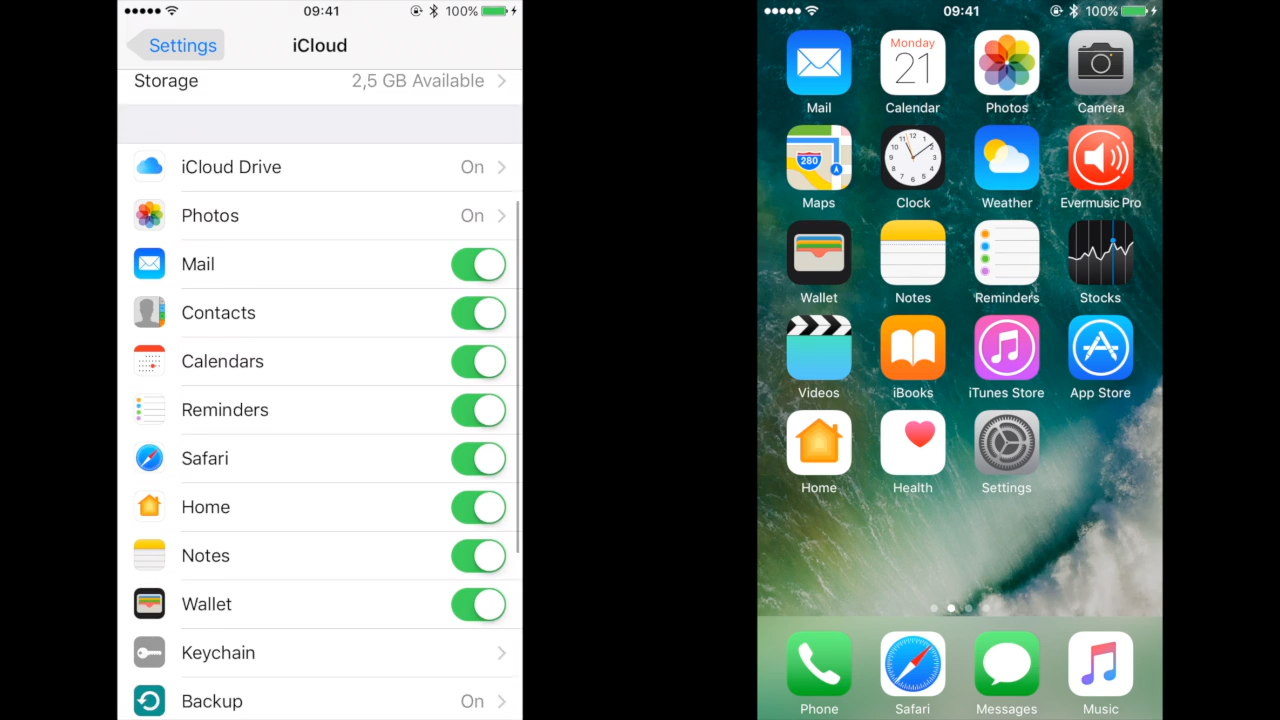 09:41
100%
Settings
iCloud
Storage
2,5 GB Available
iCloud Drive
On
Photos
On
Mail
Contacts
Calendars
Reminders
Safari
Home
Notes
Wallet
Keychain
Backup
On
09:41
100%
Monday
21
Mail
Calendar
Photos
Camera
280
Maps
Clock
Weather
Evermusic Pro
Wallet
Notes
Reminders
Stocks
Videos
iBooks
iTunes Store
App Store
Home
Health
Settings
Phone
Safari
Messages
Music